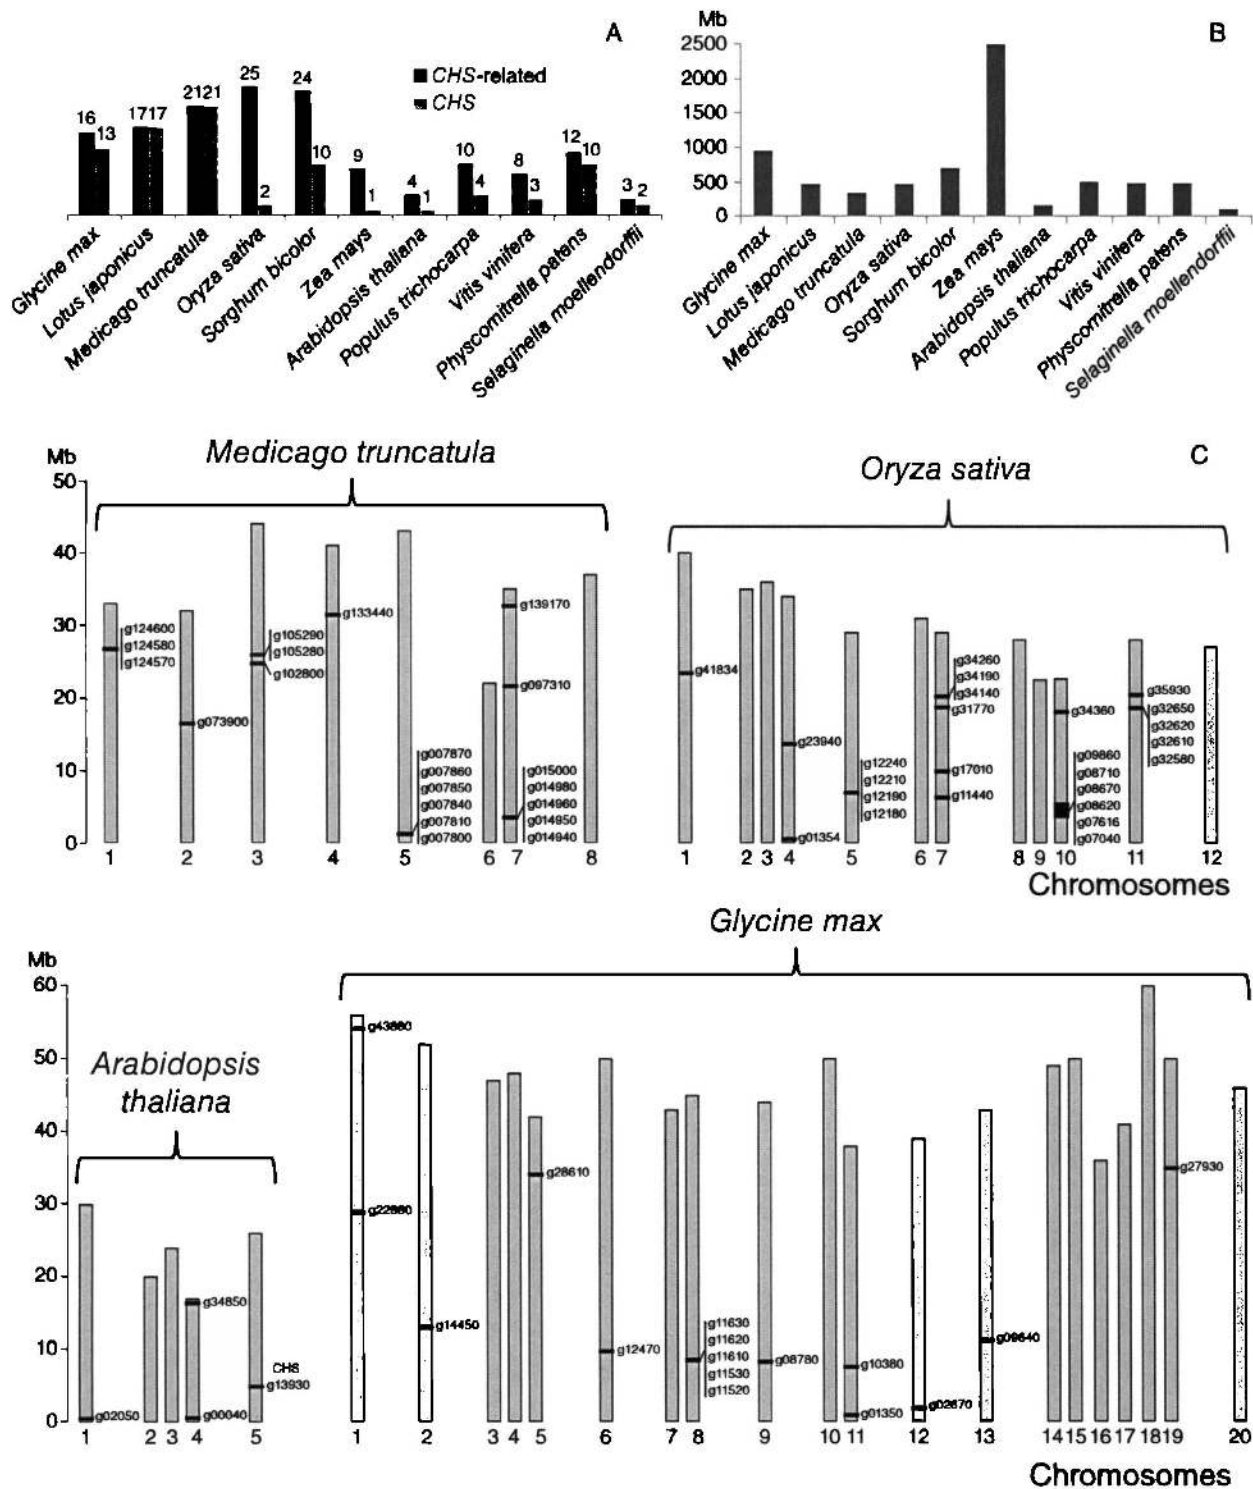 A
CHS-related
CHS
16 13 1717 2121 25 2 24 10 9 1 4 1 10 4 8 3 12 10 3 2
Glycine max
Lotus japonicus
Medicago truncatula
Oryza sativa
Sorghum bicolor
Zea mays
Arabidopsis thaliana
Populus trichocarpa
Vitis vinifera
Physcomitrella patens
Selaginella moellendorffii
Mb
B
2500
2000
1500
1000
500
0
Glycine max
Lotus japonicus
Medicago truncatula
Oryza sativa
Sorghum bicolor
Zea mays
Arabidopsis thaliana
Populus trichocarpa
Vitis vinifera
Physcomitrella patens
Selaginella moellendorffii
Medicago truncatula
Mb
50
40
30
20
10
0
g124600
g124580
g124570
g073900
g105290
g105280
g102800
g133440
g007870
g007860
g007850
g007840
g007810
g007800
g139170
g097310
g015000
g014980
g014960
g014950
g014940
1 2 3 4 5 6 7 8
C
Oryza sativa
g41834
g23940
g01354
g12240
g12210
g12190
g12180
g34260
g34190
g34140
g31770
g17010
g11440
g34360
g09860
g08710
g08670
g08620
g07616
g07040
g35930
g32650
g32620
g32610
g32580
1 2 3 4 5 6 7 8 9 10 11 12
Chromosomes
Glycine max
Mb
60
50
40
30
20
10
0
Arabidopsis
thaliana
g02050
g34850
g00040
CHS
g13930
1 2 3 4 5
g43880
g22880
g14450
g28610
g12470
g11630
g11620
g11610
g11530
g11520
g08780
g10380
g01350
g02670
g09640
g27930
1 2 3 4 5 6 7 8 9 10 11 12 13 14 15 16 17 18 19 20
Chromosomes